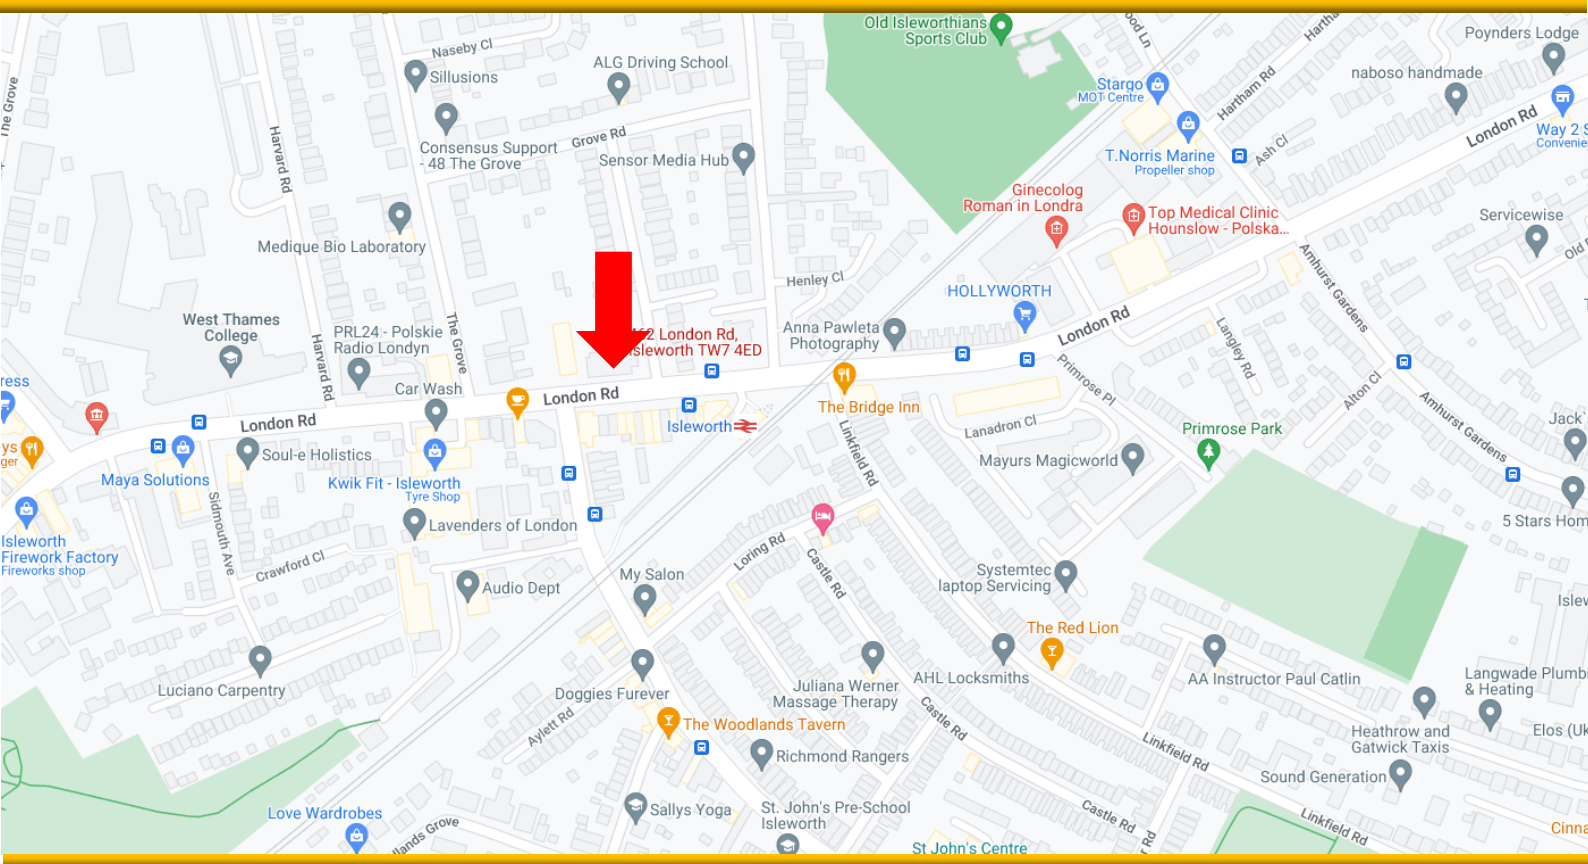 Old Isleworthians
Sports Club
Poynders Lodge
Naseby Cl
Sillusions
ALG Driving School
naboso handmade
Stargo
MOT Centre
Hartham Rd
London Rd
The Grove
Harvard Rd
Grove Rd
Consensus Support
- 48 The Grove
Sensor Media Hub
T.Norris Marine
Propeller shop
Ash Cl
Way 2
Ginecolog
Roman in Londra
Top Medical Clinic
Hounslow - Polska...
Servicewise
Medique Bio Laboratory
Henley Cl
Amhurst Gardens
HOLLYWORTH
West Thames
College
PRL24 - Polskie
Radio Londyn
The Grove
Harvard Rd
62 London Rd,
Isleworth TW7 4ED
Anna Pawleta
Photography
London Rd
Langley Rd
Primrose Pl
Car Wash
London Rd
London Rd
The Bridge Inn
Isleworth
Alton Cl
Amhurst Gardens
Linkfield Rd
Lanadron Cl
Primrose Park
Mayurs Magicworld
Soul-e Holistics
Maya Solutions
Kwik Fit - Isleworth
Tyre Shop
Sidmouth Ave
Lavenders of London
Isleworth
Firework Factory
Fireworks shop
Crawford Cl
Loring Rd
Castle Rd
Audio Dept
My Salon
Systemtec
laptop Servicing
The Red Lion
Luciano Carpentry
Doggies Furever
Juliana Werner
Massage Therapy
AHL Locksmiths
AA Instructor Paul Catlin
Langwade Plumb
& Heating
Aylett Rd
The Woodlands Tavern
Castle Rd
Linkfield Rd
Heathrow and
Gatwick Taxis
Elos (Uk
Richmond Rangers
Sound Generation
Love Wardrobes
Sallys Yoga
St. John's Pre-School
Isleworth
Castle Rd
Linkfield Rd
St John's Centre